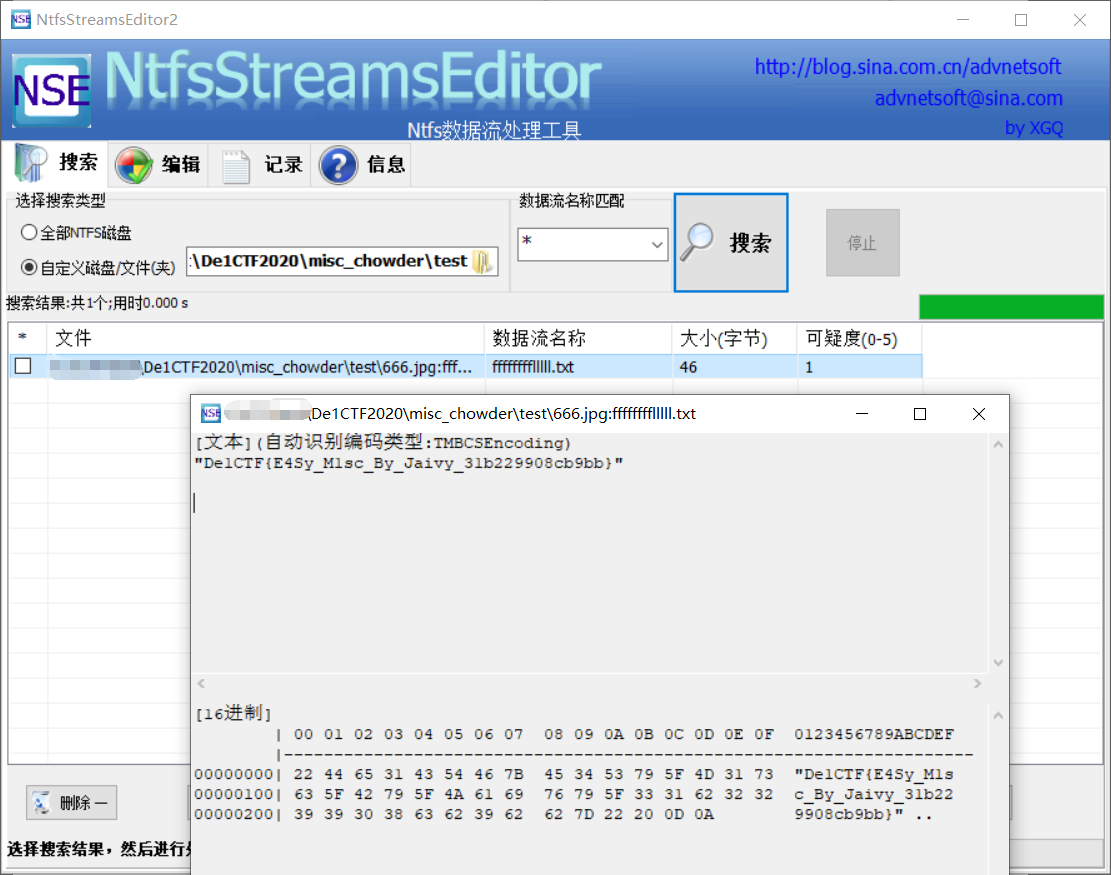 NSE NtfsStreamsEditor2
NSE NtfsStreamsEditor
http://blog.sina.com.cn/advnetsoft
advnetsoft@sina.com
Ntfs数据流处理工具
by XGQ
搜索 编辑 记录 信息
选择搜索类型 数据流名称匹配
全部NTFS磁盘
自定义磁盘/文件(夹) :\De1CTF2020\misc_chowder\test
*
搜索
停止
搜索结果:共1个;用时0.000 s
* 文件 数据流名称 大小(字节) 可疑度(0-5)
\De1CTF2020\misc_chowder\test\666.jpg:fff... fffffffflllll.txt 46 1
NSE \De1CTF2020\misc_chowder\test\666.jpg:fffffffflllll.txt
[文本](自动识别编码类型:TMBCSEncoding)
"De1CTF{E4Sy_M1sc_By_Jaivy_31b229908cb9bb}"
[16进制]
| 00 01 02 03 04 05 06 07 08 09 0A 0B 0C 0D 0E 0F 0123456789ABCDEF
00000000| 22 44 65 31 43 54 46 7B 45 34 53 79 5F 4D 31 73 "De1CTF{E4Sy_M1s
00000100| 63 5F 42 79 5F 4A 61 69 76 79 5F 33 31 62 32 32 c_By_Jaivy_31b22
00000200| 39 39 30 38 63 62 39 62 62 7D 22 20 0D 0A 9908cb9bb}" ..
删除 —
选择搜索结果，然后进行